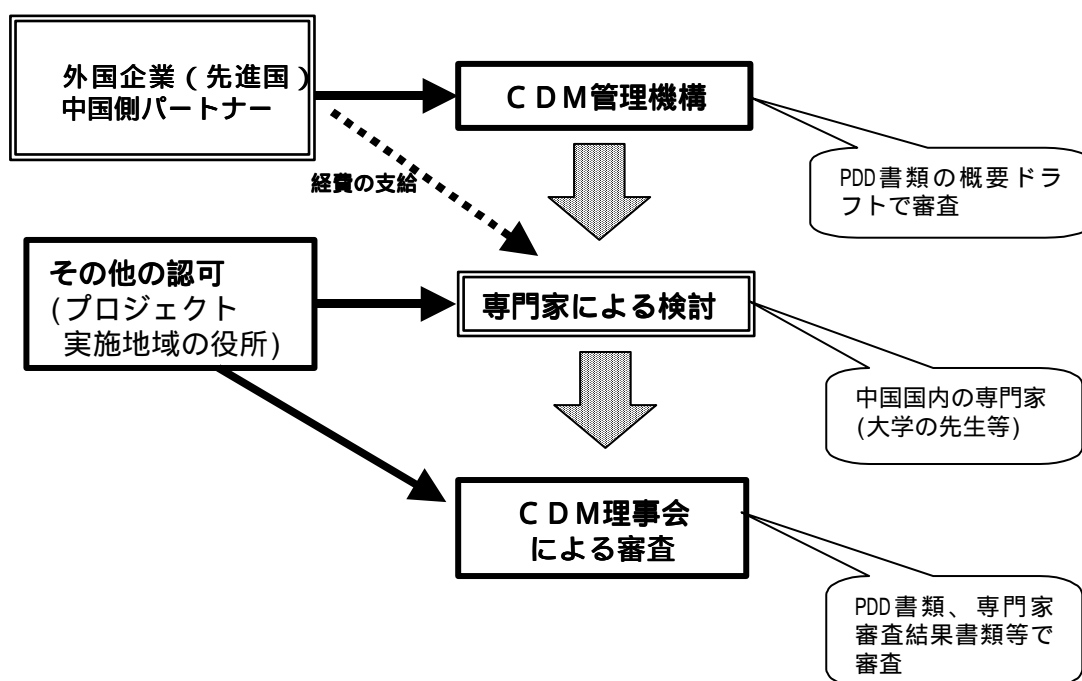 外国企業（先進国）
中国側パートナー
ＣＤＭ管理機構
PDD書類の概要ドラ
フトで審査
経費の支給
その他の認可
(プロジェクト
実施地域の役所)
専門家による検討
中国国内の専門家
(大学の先生等)
ＣＤＭ理事会
による審査
PDD書類、専門家
審査結果書類等で
審査